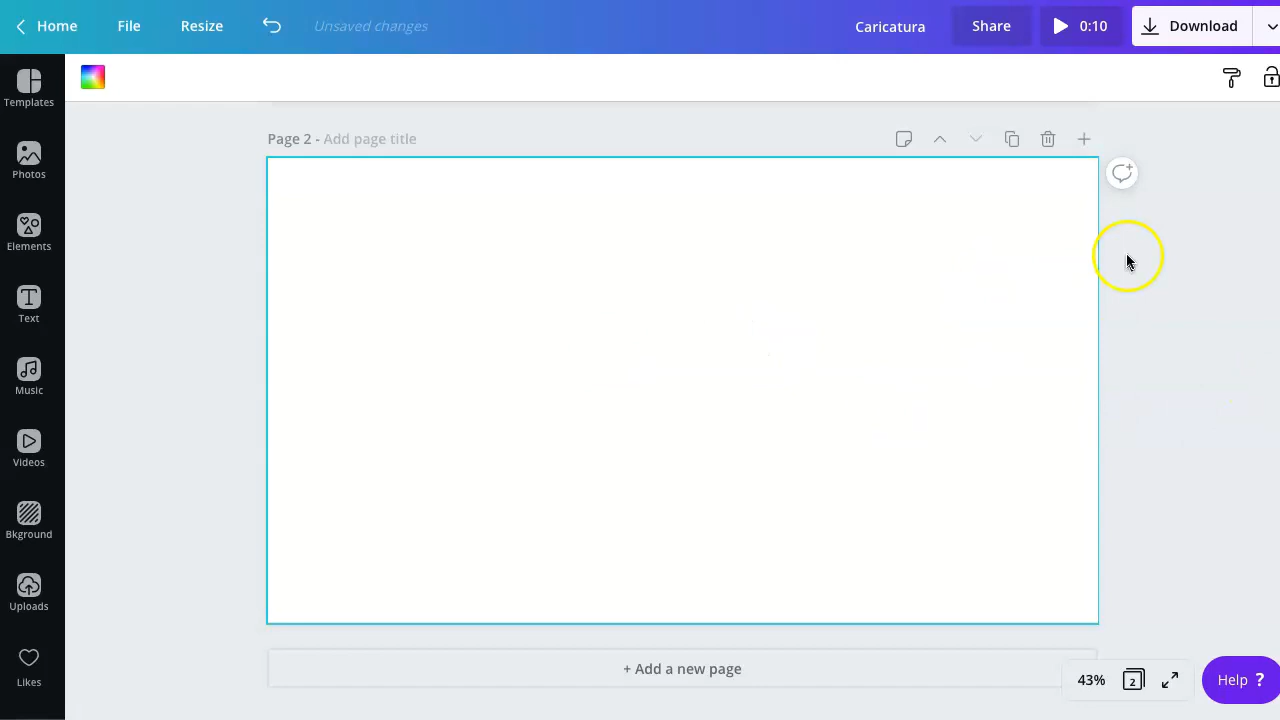 Home
File
Resize
Unsaved changes
Caricatura
Share
0:10
Download
Templates
Photos
Elements
Text
Music
Videos
Bkground
Uploads
Likes
Page 2 - Add page title
+ Add a new page
43%
2
Help ?